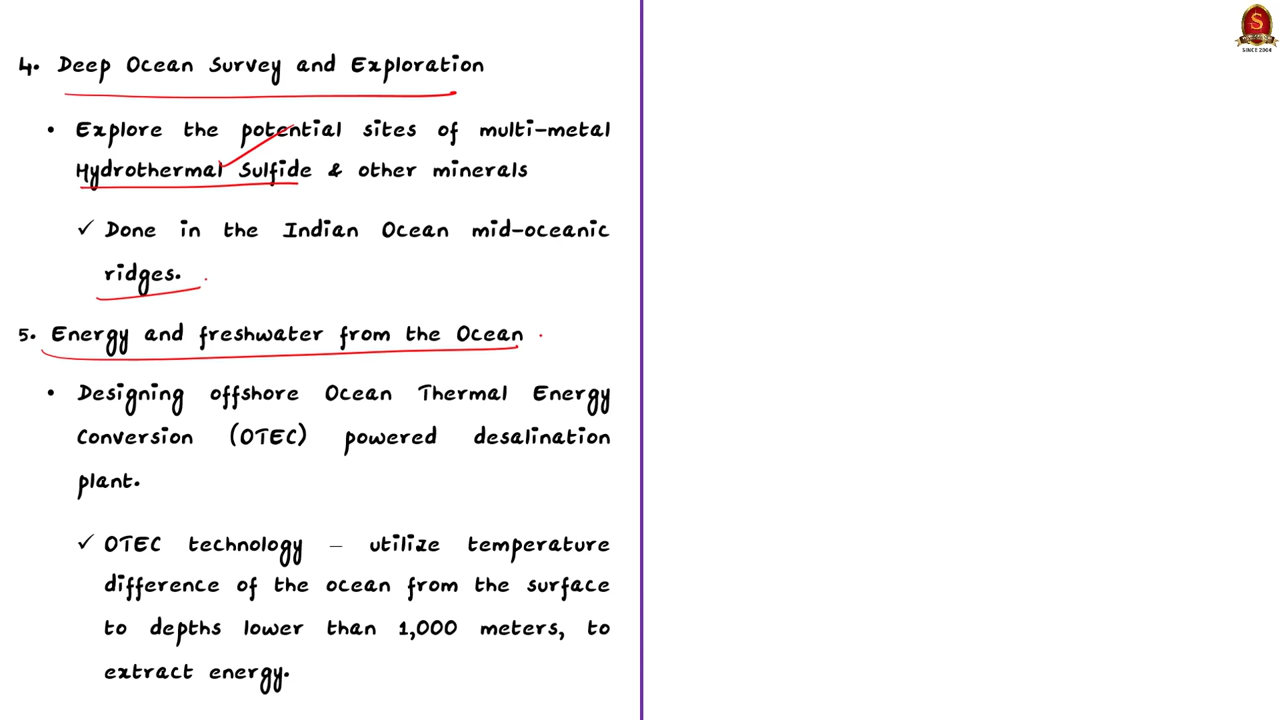 4. Deep Ocean Survey and Exploration
• Explore the potential sites of multi-metal
Hydrothermal Sulfide & other minerals
✓ Done in the Indian Ocean mid-oceanic
ridges.
5. Energy and freshwater from the Ocean
• Designing offshore Ocean Thermal Energy
Conversion (OTEC) powered desalination
plant.
✓ OTEC technology – utilize temperature
difference of the ocean from the surface
to depths lower than 1,000 meters, to
extract energy.
S
SINCE 2004